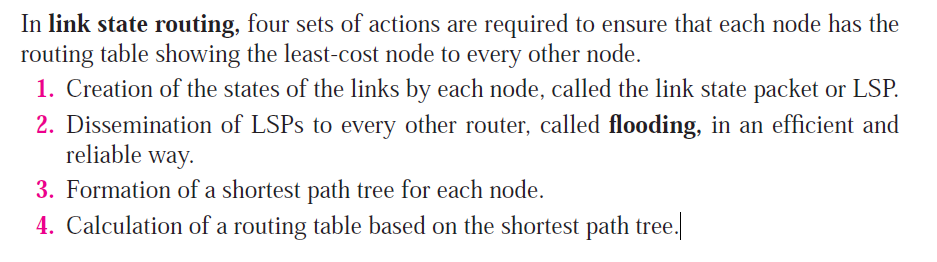 In link state routing, four sets of actions are required to ensure that each node has the
routing table showing the least-cost node to every other node.
1. Creation of the states of the links by each node, called the link state packet or LSP.
2. Dissemination of LSPs to every other router, called flooding, in an efficient and
reliable way.
3. Formation of a shortest path tree for each node.
4. Calculation of a routing table based on the shortest path tree.